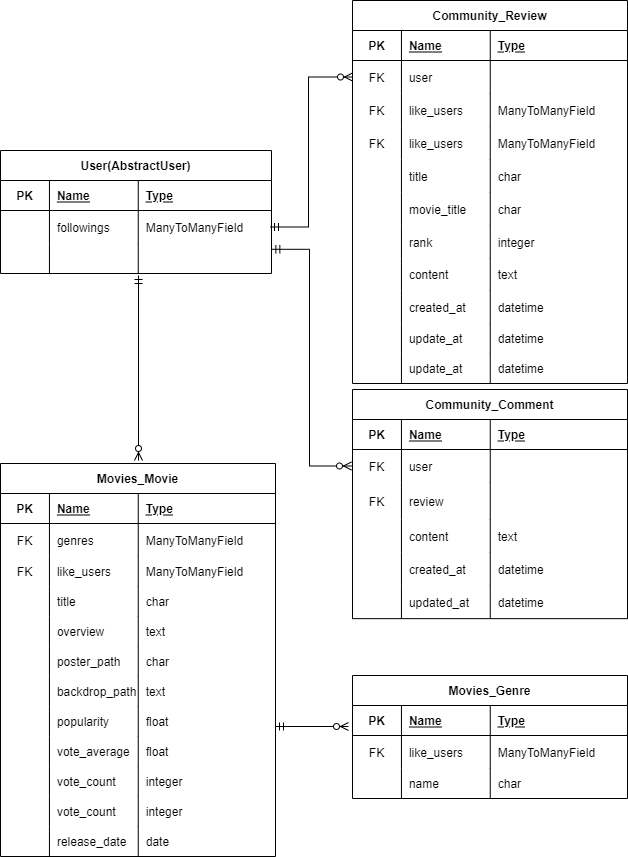 Community_Review
PK Name Type
FK user
FK like_users ManyToManyField
FK like_users ManyToManyField
title char
movie_title char
rank integer
content text
created_at datetime
update_at datetime
update_at datetime
User(AbstractUser)
PK Name Type
followings ManyToManyField
Community_Comment
PK Name Type
FK user
FK review
content text
created_at datetime
updated_at datetime
Movies_Movie
PK Name Type
FK genres ManyToManyField
FK like_users ManyToManyField
title char
overview text
poster_path char
backdrop_path text
popularity float
vote_average float
vote_count integer
vote_count integer
release_date date
Movies_Genre
PK Name Type
FK like_users ManyToManyField
name char